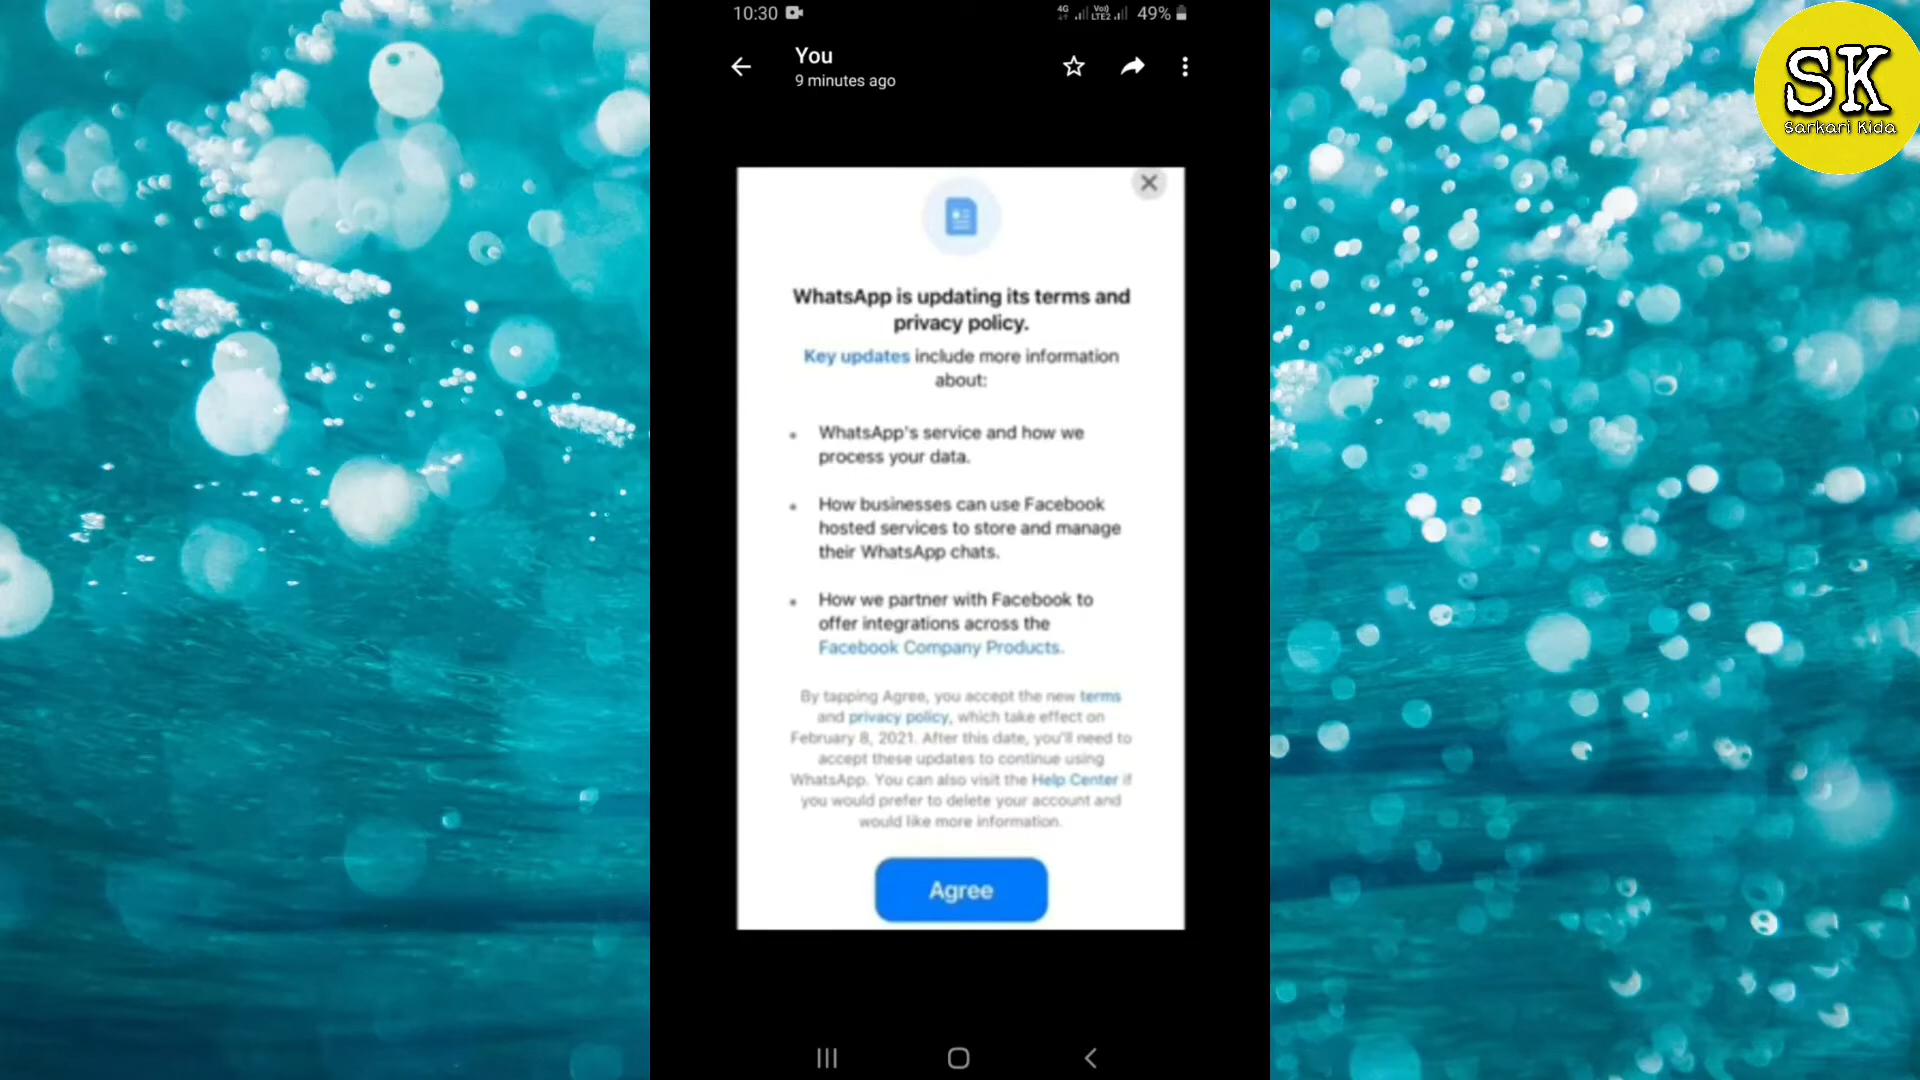 10:30
4G
Vo)
LTE2
49%
SK
Sarkari Kida
You
9 minutes ago
WhatsApp is updating its terms and
privacy policy.
Key updates include more information
about:
• WhatsApp's service and how we
process your data.
• How businesses can use Facebook
hosted services to store and manage
their WhatsApp chats.
• How we partner with Facebook to
offer integrations across the
Facebook Company Products.
By tapping Agree, you accept the new terms
and privacy policy, which take effect on
February 8, 2021. After this date, you'll need to
accept these updates to continue using
WhatsApp. You can also visit the Help Center if
you would prefer to delete your account and
would like more information.
Agree